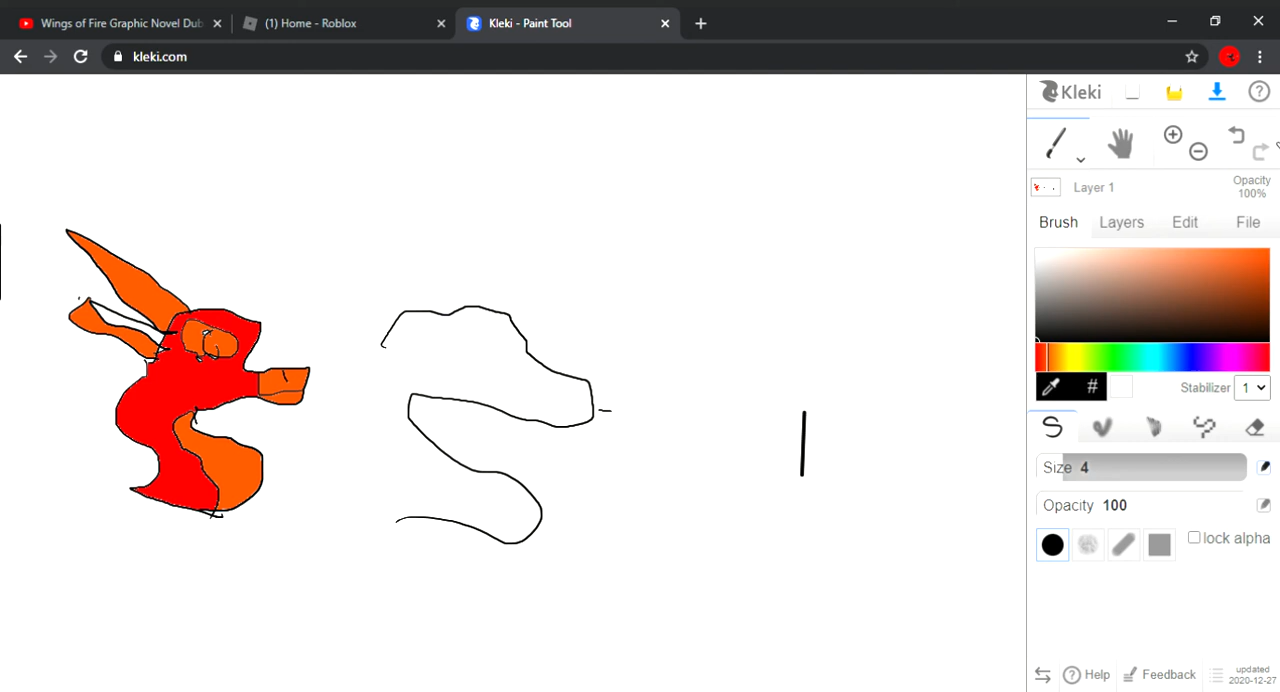 Wings of Fire Graphic Novel Dub
(1) Home - Roblox
Kleki - Paint Tool
kleki.com
Kleki
Layer 1
Opacity
100%
Brush
Layers
Edit
File
#
Stabilizer
1
Size 4
Opacity 100
lock alpha
Help
Feedback
updated
2020-12-27